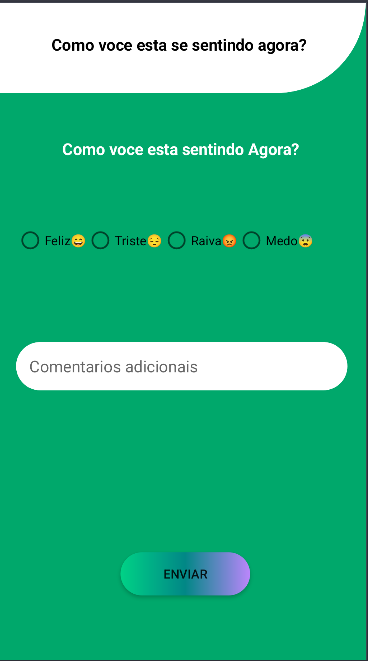 Como voce esta se sentindo agora?
Como voce esta sentindo Agora?
Feliz😄 Triste😔 Raiva😡 Medo😨
Comentarios adicionais
ENVIAR